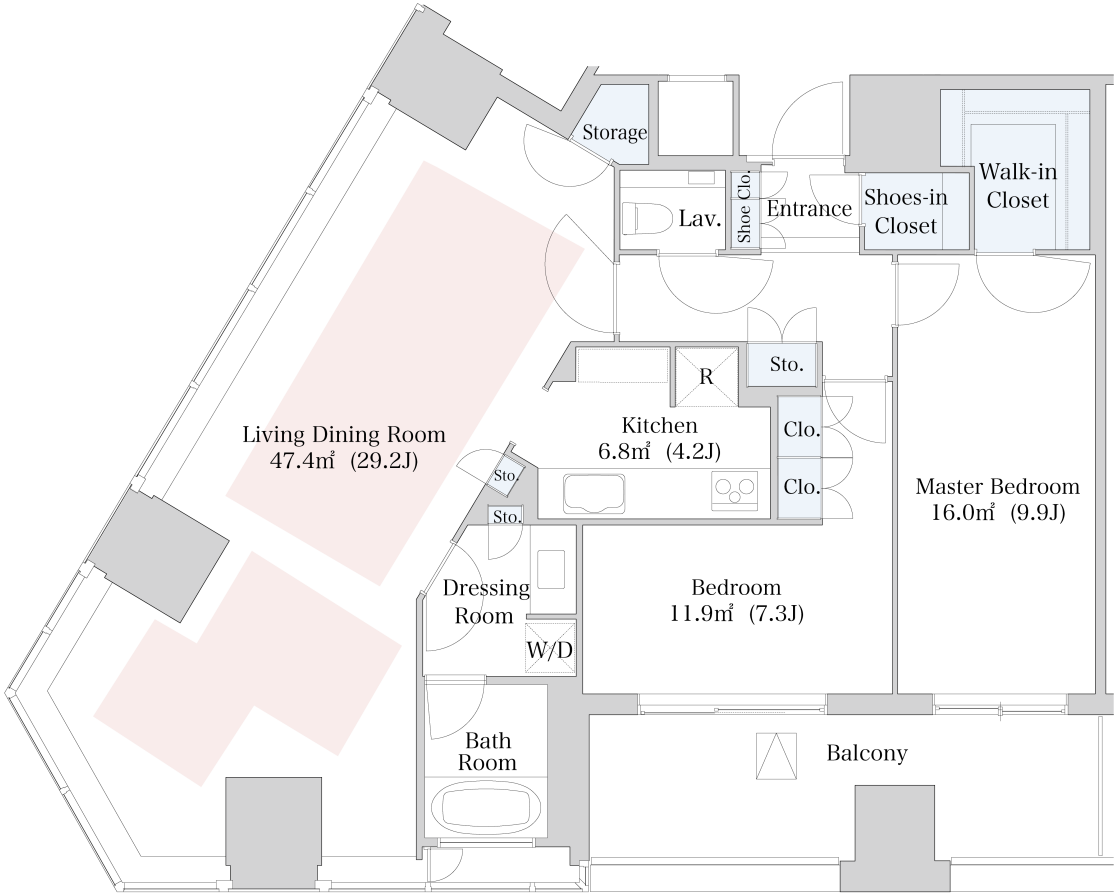 Storage
Walk-in
Closet
Shoe Clo.
Lav.
Entrance
Shoes-in
Closet
Sto.
R
Living Dining Room
47.4㎡ (29.2J)
Kitchen
6.8㎡ (4.2J)
Clo.
Clo.
Sto.
Sto.
Master Bedroom
16.0㎡ (9.9J)
Dressing
Room
Bedroom
11.9㎡ (7.3J)
W/D
Bath
Room
Balcony